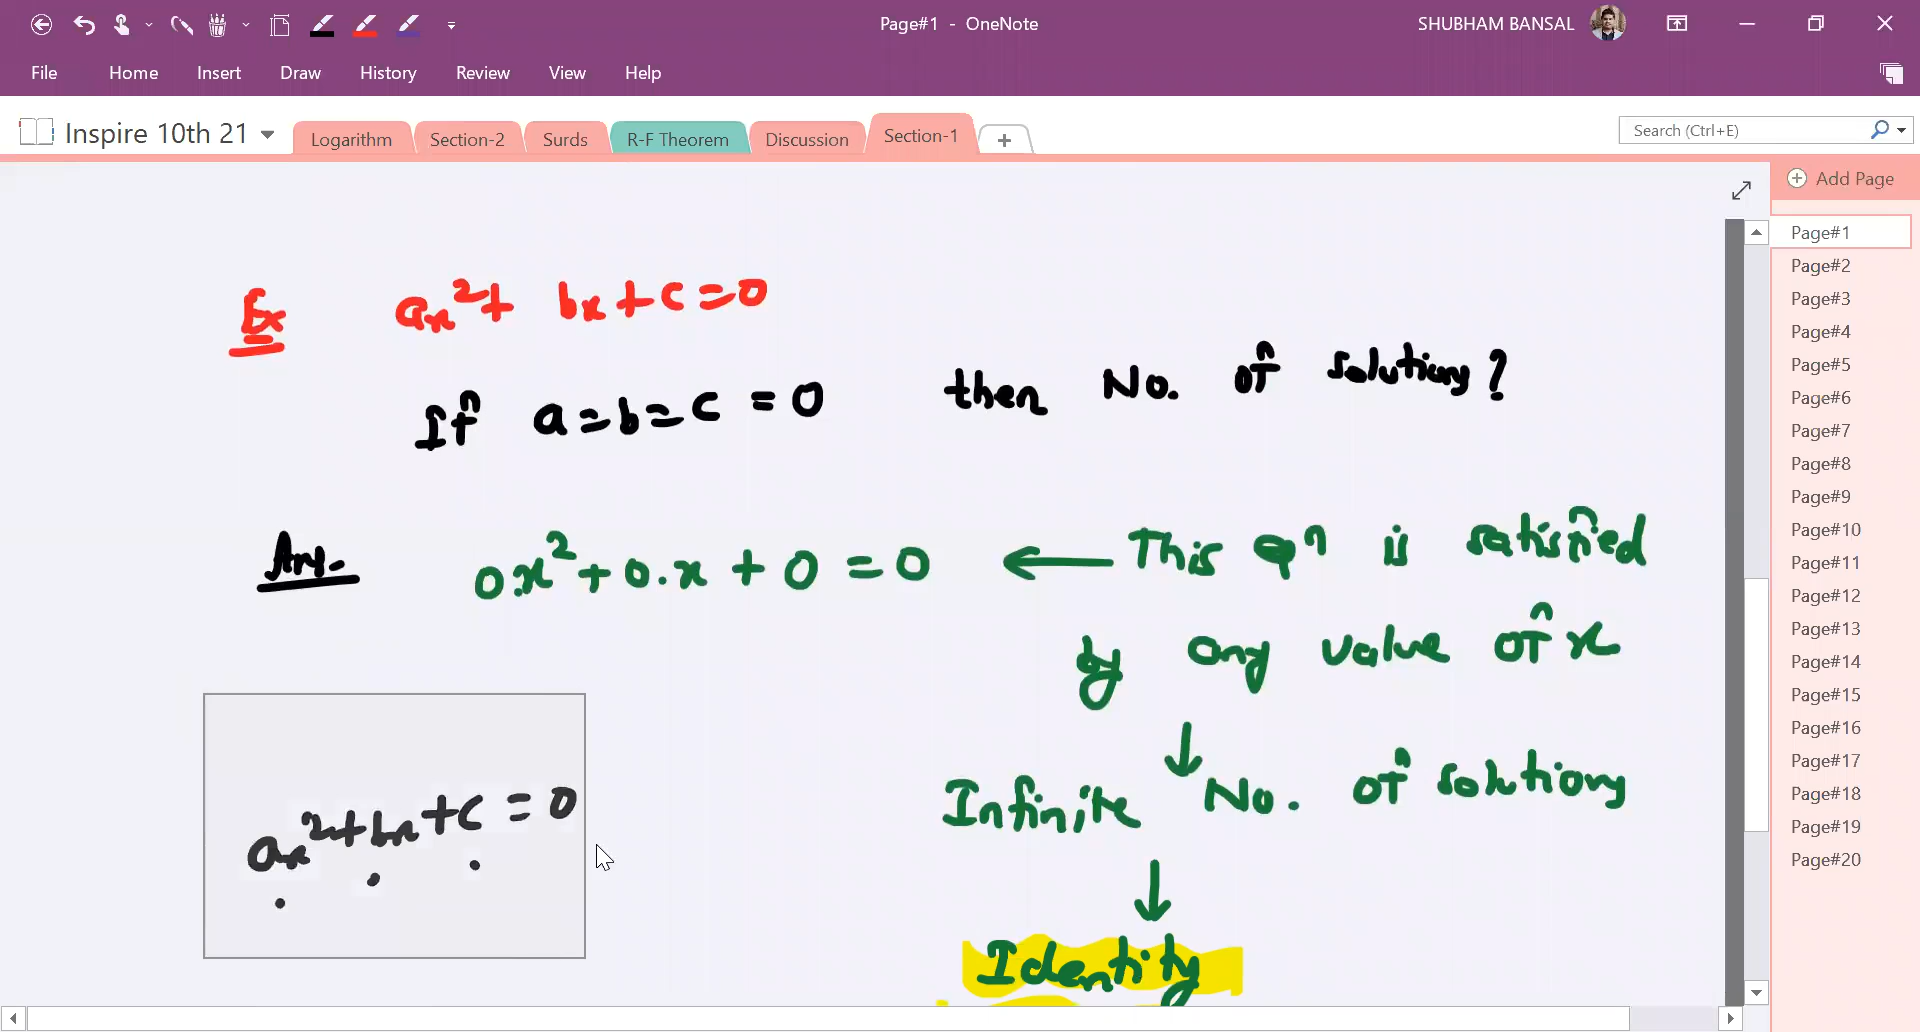 Page#1 - OneNote
SHUBHAM BANSAL
File Home Insert Draw History Review View Help
Inspire 10th 21
Logarithm Section-2 Surds R-F Theorem Discussion Section-1
Search (Ctrl+E)
Add Page
Page#1
Page#2
Page#3
Page#4
Page#5
Page#6
Page#7
Page#8
Page#9
Page#10
Page#11
Page#12
Page#13
Page#14
Page#15
Page#16
Page#17
Page#18
Page#19
Page#20
Ex ax²+ bx+c=0
If a=b=c=0 then No. of solutions?
Ans.
0.x²+0.x+0=0 ← This eqⁿ is satisfied
by any value of x
↓
Infinite No. of solutions
↓
Identity
ax²+bx+c=0